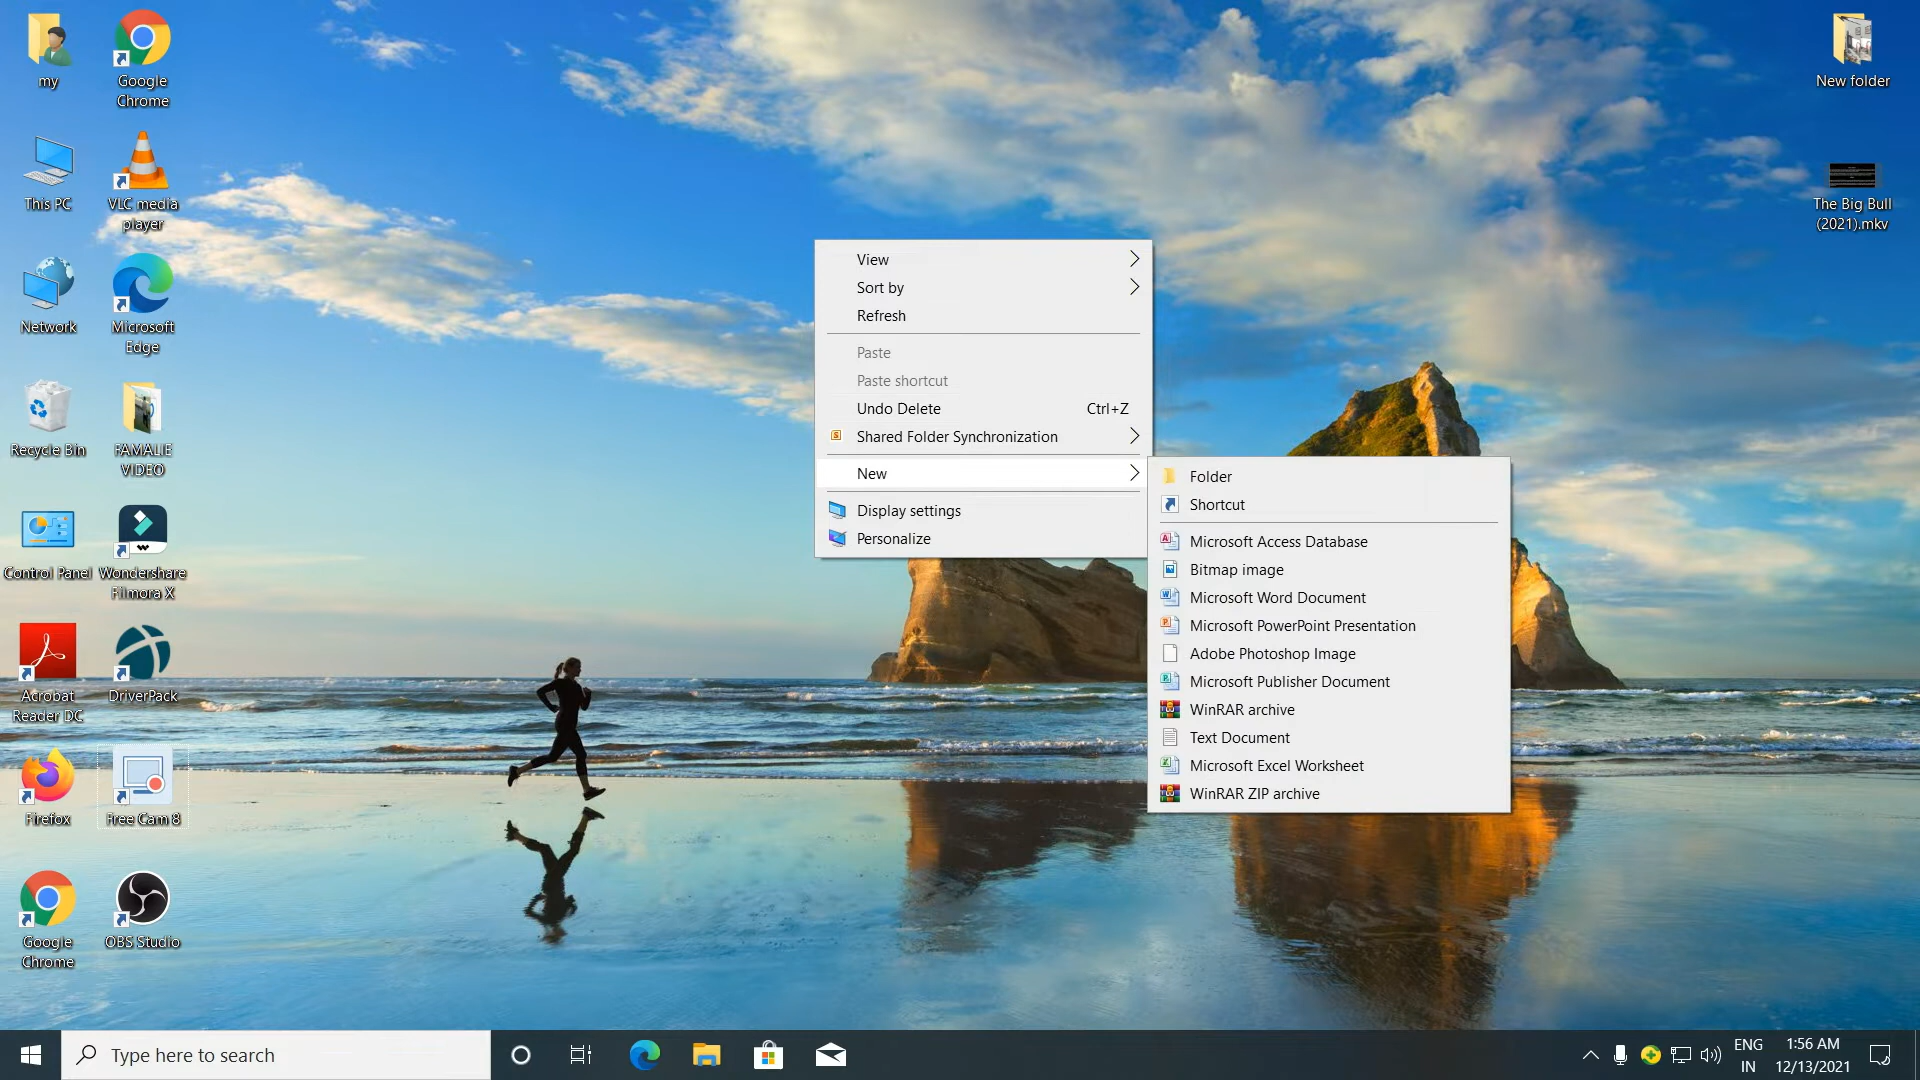 my
Google
Chrome
This PC
VLC media
player
Network
Microsoft
Edge
Recycle Bin
FAMALIE
VIDEO
Control Panel
Wondershare
Filmora X
Acrobat
Reader DC
DriverPack
Firefox
Free Cam 8
Google
Chrome
OBS Studio
New folder
The Big Bull
(2021).mkv
View
Sort by
Refresh
Paste
Paste shortcut
Undo Delete Ctrl+Z
Shared Folder Synchronization
New
Display settings
Personalize
Folder
Shortcut
Microsoft Access Database
Bitmap image
Microsoft Word Document
Microsoft PowerPoint Presentation
Adobe Photoshop Image
Microsoft Publisher Document
WinRAR archive
Text Document
Microsoft Excel Worksheet
WinRAR ZIP archive
Type here to search
ENG
IN
1:56 AM
12/13/2021